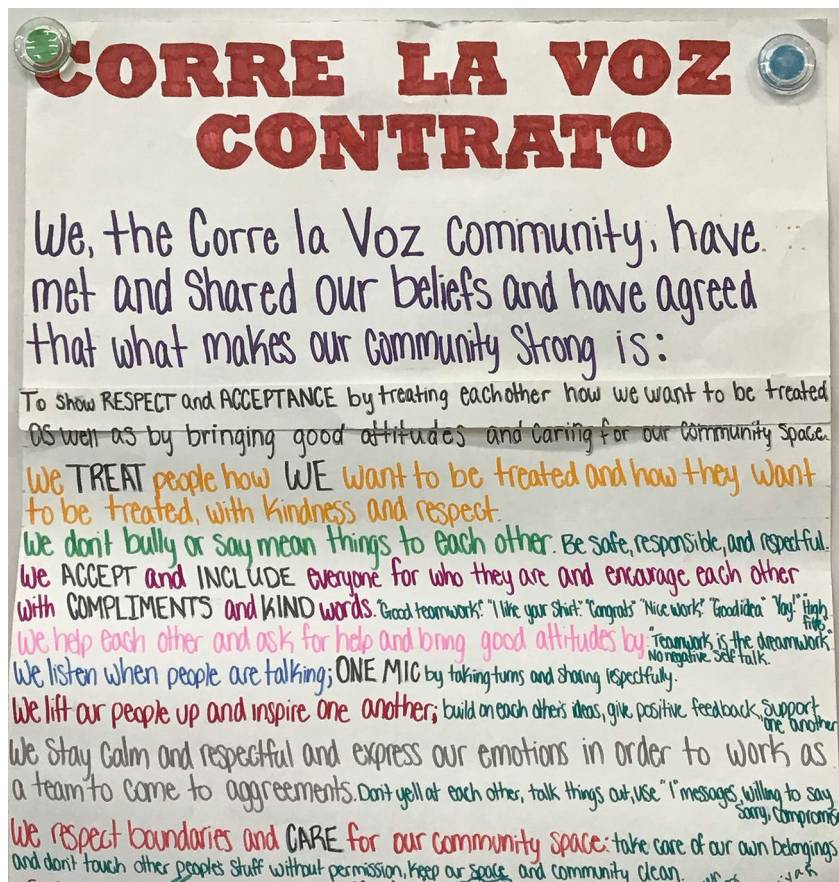 CORRE LA VOZ
CONTRATO
We, the Corre la Voz Community, have
met and shared our beliefs and have agreed
that what makes our community strong is:
To show RESPECT and ACCEPTANCE by treating eachother how we want to be treated
as well as by bringing good attitudes and caring for our community space.
We TREAT people how WE want to be treated and how they want
to be treated, with kindness and respect.
We don't bully or say mean things to each other. Be safe, responsible, and respectful.
We ACCEPT and INCLUDE everyone for who they are and encourage each other
with COMPLIMENTS and KIND words. "Good teamwork!" "I like your shirt" "Congrats" "Nice work" "Good idea" "Yay!" "High
fives"
We help each other and ask for help and bring good attitudes by: "Teamwork is the dreamwork
No negative self talk.
We listen when people are talking; ONE MIC by taking turns and sharing respectfully.
We lift our people up and inspire one another; build on each others ideas, give positive feedback, support
one another
We stay calm and respectful and express our emotions in order to work as
a team to come to aggreements. Don't yell at each other, talk things out, use "I" messages, willing to say
sorry, compromise
We respect boundaries and CARE for our community space: take care of our own belongings
and don't touch other people's stuff without permission, keep our space and community clean.